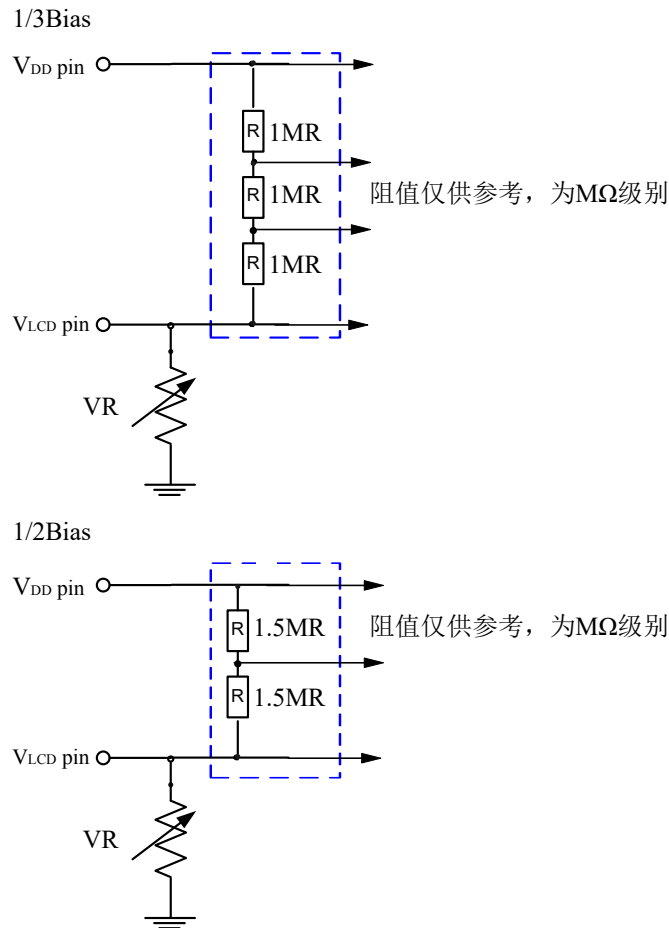 1/3Bias
VDD pin
R 1MR
R 1MR 阻值仅供参考，为MΩ级别
R 1MR
VLCD pin
VR
1/2Bias
VDD pin
R 1.5MR 阻值仅供参考，为MΩ级别
R 1.5MR
VLCD pin
VR